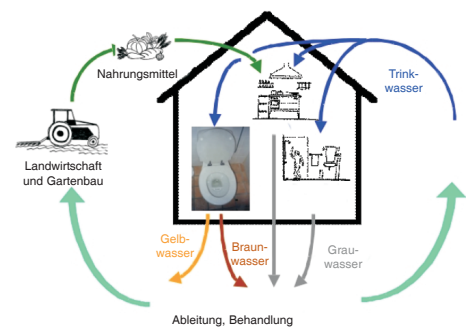 Nahrungsmittel
Trink-
wasser
Landwirtschaft
und Gartenbau
Gelb-
wasser
Braun-
wasser
Grau-
wasser
Ableitung, Behandlung